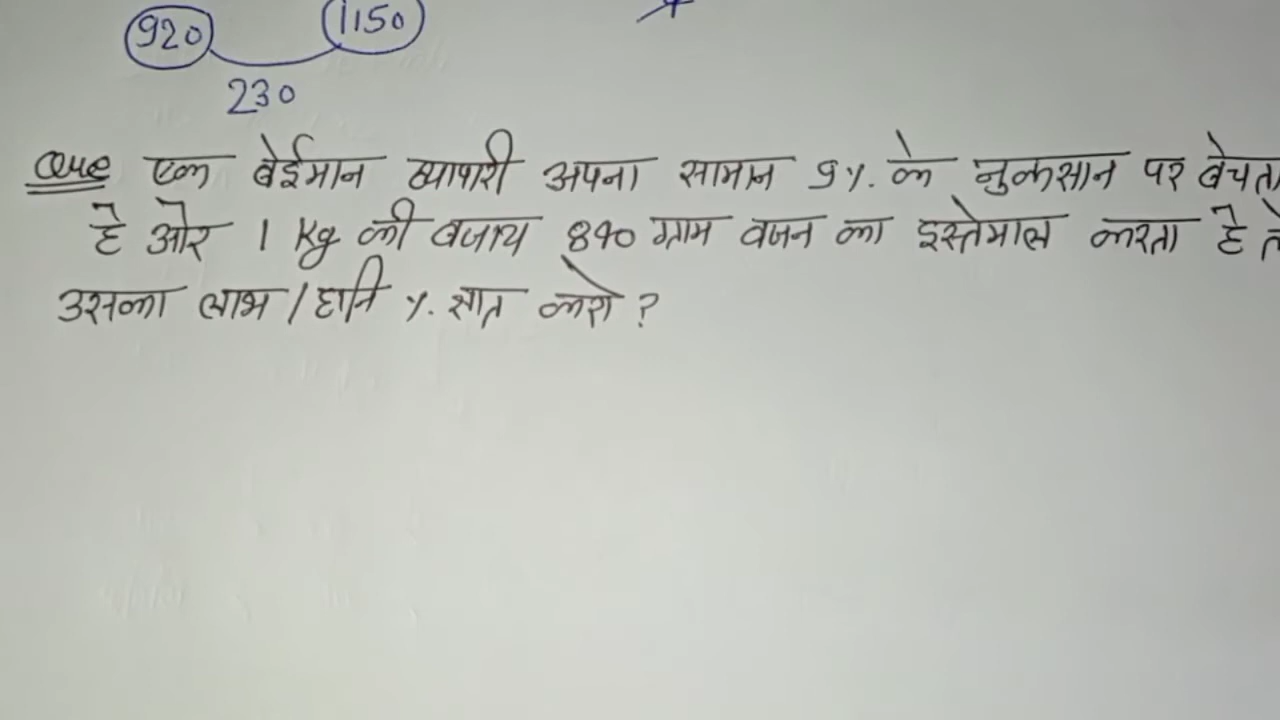 920 1150
230
Que एक बेईमान व्यापारी अपना सामान 9%. के नुकसान पर बेचता
है और 1 Kg की बजाय 840 ग्राम वजन का इस्तेमाल करता है तो
उसका लाभ / हानि %. ज्ञात करो ?